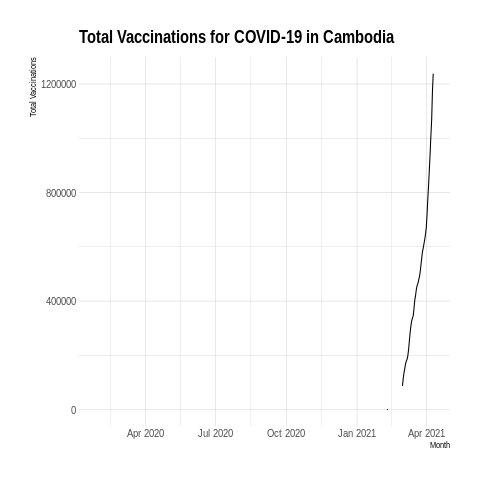 Total Vaccinations for COVID-19 in Cambodia
Total Vaccinations
1200000
800000
400000
0
Apr 2020 Jul 2020 Oct 2020 Jan 2021 Apr 2021
Month